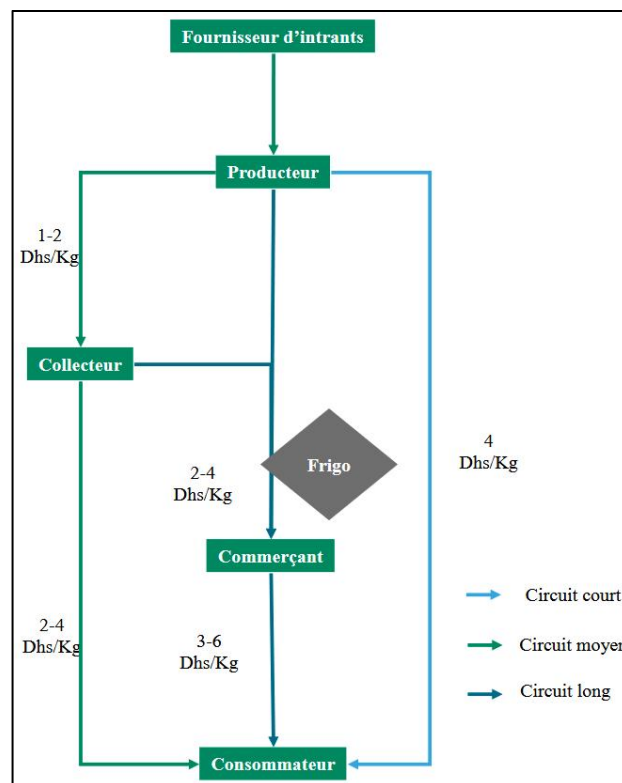 Fournisseur d'intrants
Producteur
1-2
Dhs/Kg
Collecteur
4
Dhs/Kg
Frigo
2-4
Dhs/Kg
Commerçant
Circuit court
2-4
Dhs/Kg
3-6
Dhs/Kg
Circuit moyen
Circuit long
Consommateur